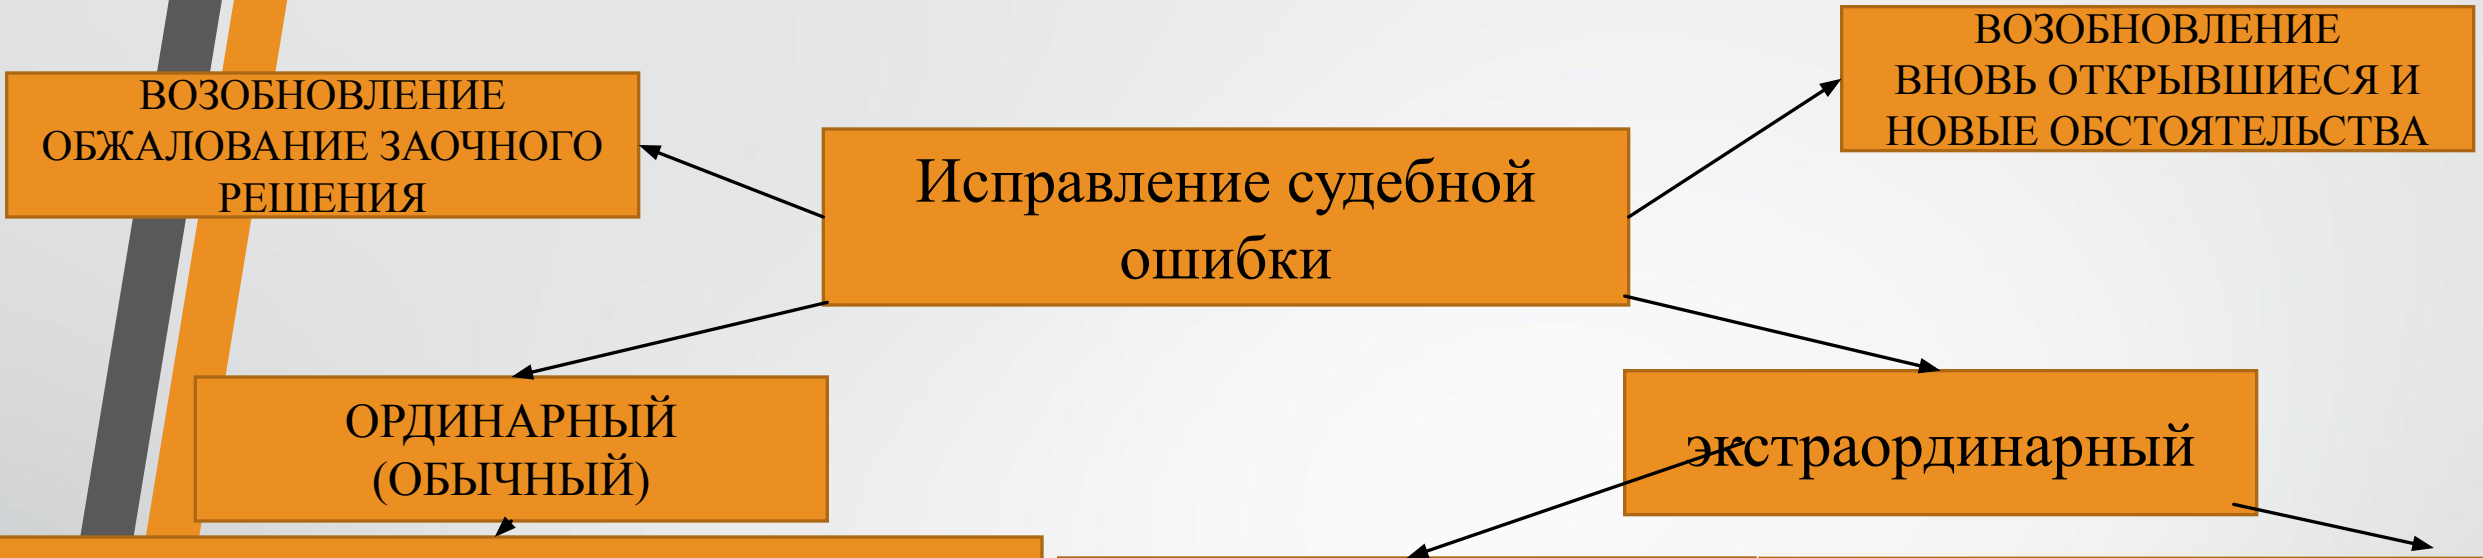 ВОЗОБНОВЛЕНИЕ
ОБЖАЛОВАНИЕ ЗАОЧНОГО
РЕШЕНИЯ
Исправление судебной
ошибки
ВОЗОБНОВЛЕНИЕ
ВНОВЬ ОТКРЫВШИЕСЯ И
НОВЫЕ ОБСТОЯТЕЛЬСТВА
ОРДИНАРНЫЙ
(ОБЫЧНЫЙ)
экстраординарный